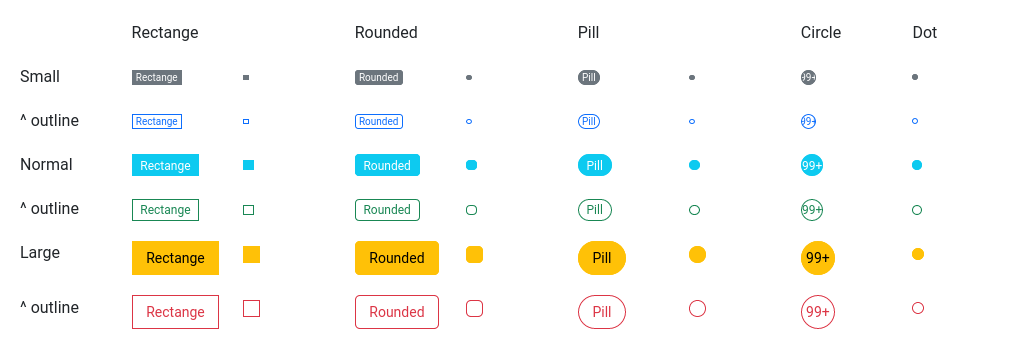 Rectange Rounded Pill Circle Dot
Small Rectange Rounded Pill 99+
^ outline Rectange Rounded Pill 99+
Normal Rectange Rounded Pill 99+
^ outline Rectange Rounded Pill 99+
Large Rectange Rounded Pill 99+
^ outline Rectange Rounded Pill 99+